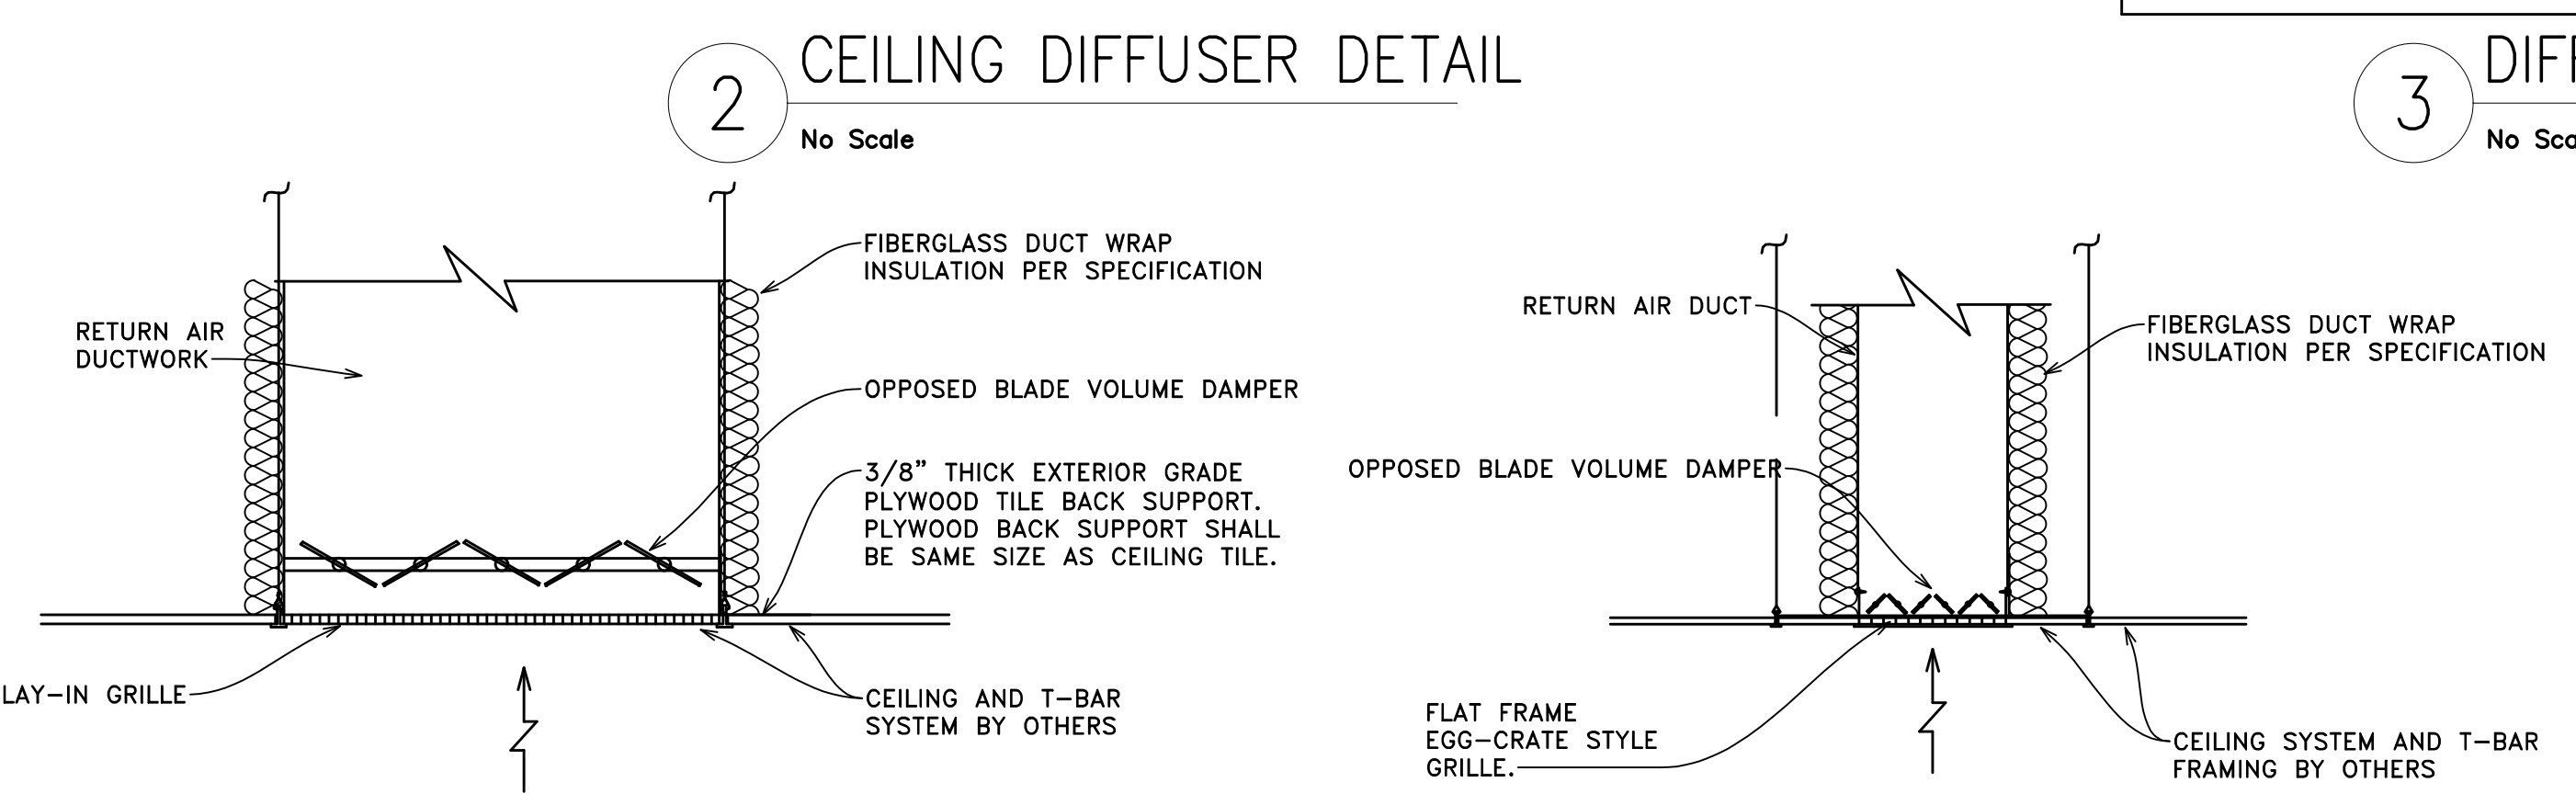 2
CEILING DIFFUSER DETAIL
No Scale
3
No
RETURN AIR
DUCTWORK
FIBERGLASS DUCT WRAP
INSULATION PER SPECIFICATION
OPPOSED BLADE VOLUME DAMPER
3/8” THICK EXTERIOR GRADE
PLYWOOD TILE BACK SUPPORT.
PLYWOOD BACK SUPPORT SHALL
BE SAME SIZE AS CEILING TILE.
LAY-IN GRILLE
CEILING AND T-BAR
SYSTEM BY OTHERS
RETURN AIR DUCT
FIBERGLASS DUCT WRAP
INSULATION PER SPECIFICATION
OPPOSED BLADE VOLUME DAMPER
FLAT FRAME
EGG-CRATE STYLE
GRILLE.
CEILING SYSTEM AND T-BAR
FRAMING BY OTHERS